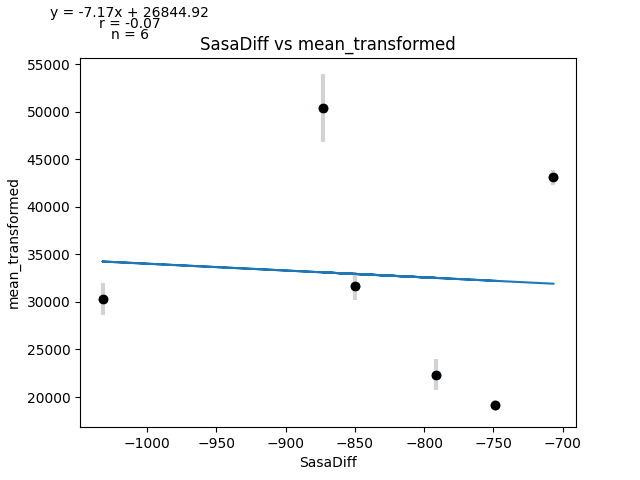 y = -7.17x + 26844.92
r = -0.07
n = 6
SasaDiff vs mean_transformed
55000
50000
45000
40000
35000
30000
25000
20000
mean_transformed
−1000
−950
−900
−850
−800
−750
−700
SasaDiff